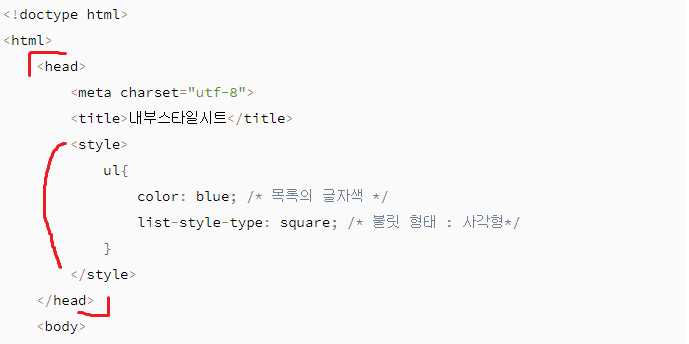 <!doctype html>
<html>
<head>
<meta charset="utf-8">
<title>내부스타일시트</title>
<style>
ul{
color: blue; /* 목록의 글자색 */
list-style-type: square; /* 불릿 형태 : 사각형*/
}
</style>
</head>
<body>